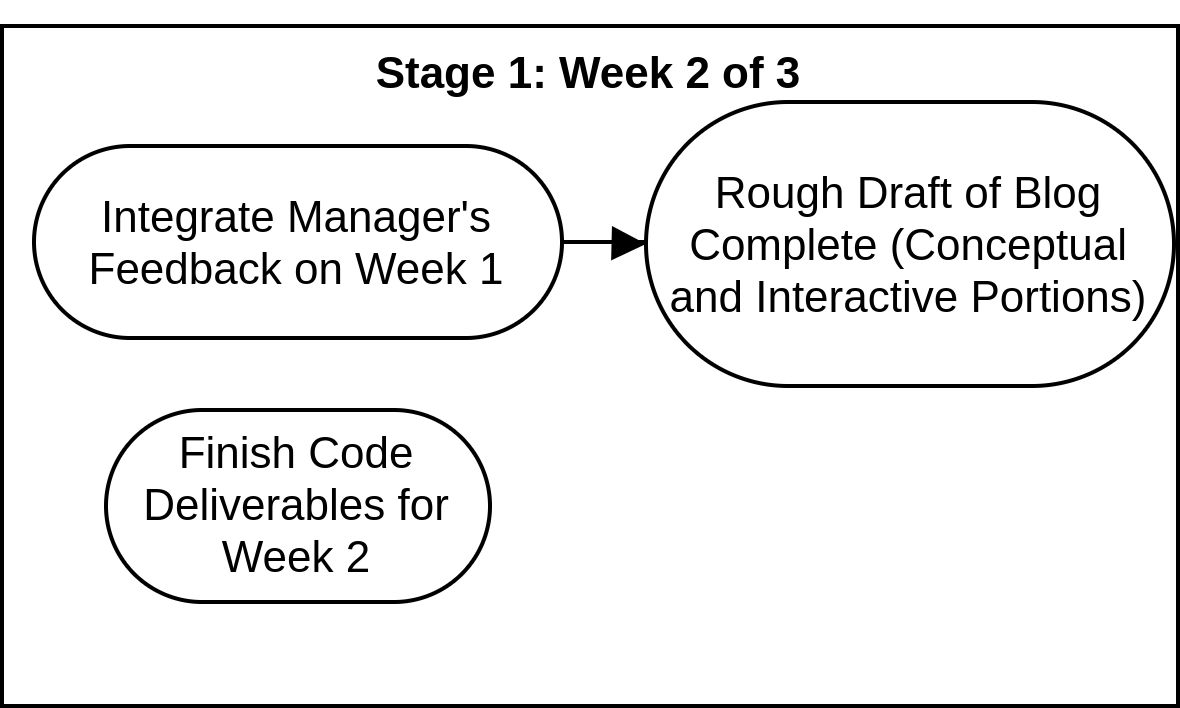 Stage 1: Week 2 of 3
Integrate Manager's
Feedback on Week 1
Rough Draft of Blog
Complete (Conceptual
and Interactive Portions)
Finish Code
Deliverables for
Week 2